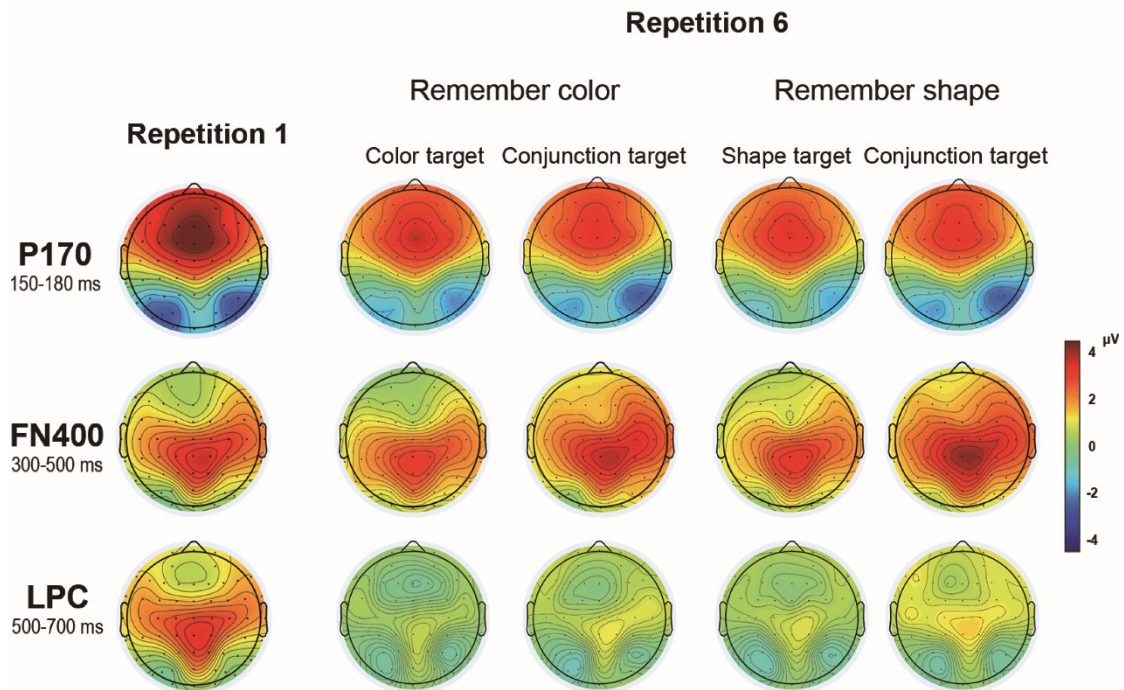 Repetition 6
Remember color
Remember shape
Repetition 1
Color target
Conjunction target
Shape target
Conjunction target
P170
150-180 ms
FN400
300-500 ms
LPC
500-700 ms
µV
4
2
0
-2
-4